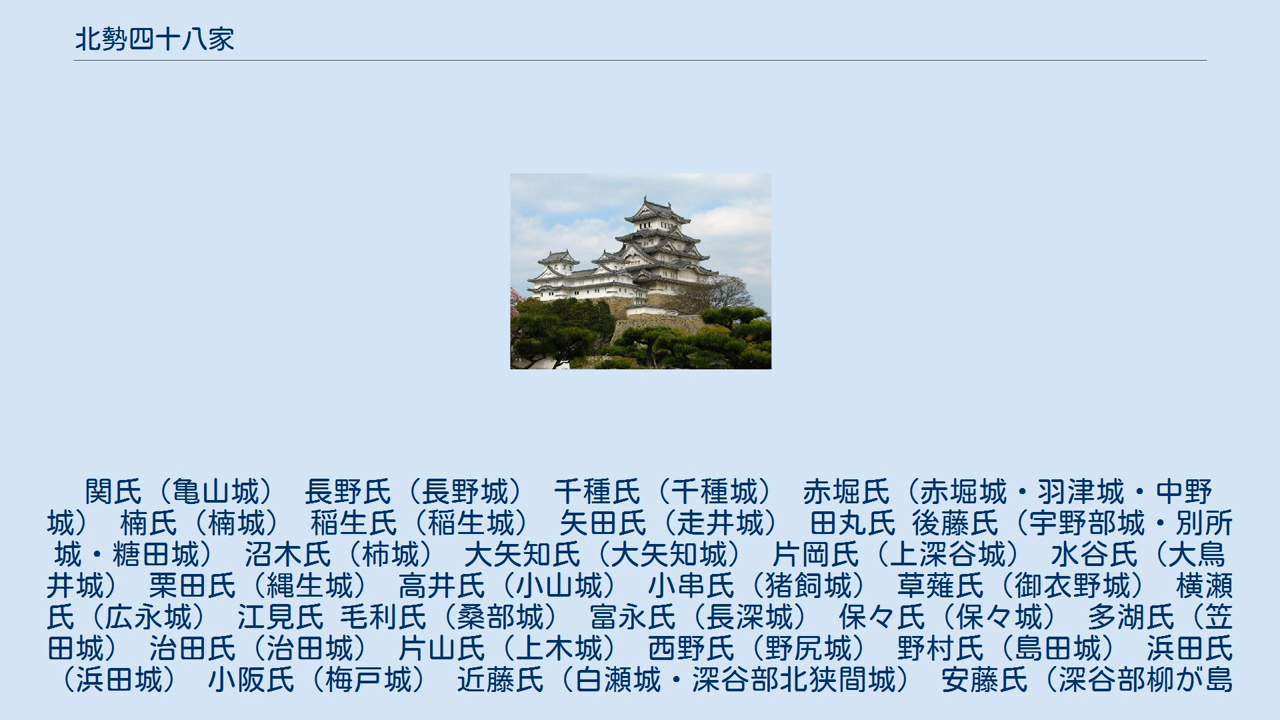 北勢四十八家
関氏（亀山城） 長野氏（長野城） 千種氏（千種城） 赤堀氏（赤堀城・羽津城・中野
城） 楠氏（楠城） 稲生氏（稲生城） 矢田氏（走井城） 田丸氏 後藤氏（宇野部城・別所
城・糖田城） 沼木氏（柿城） 大矢知氏（大矢知城） 片岡氏（上深谷城） 水谷氏（大鳥
井城） 栗田氏（縄生城） 高井氏（小山城） 小串氏（猪飼城） 草薙氏（御衣野城） 横瀬
氏（広永城） 江見氏 毛利氏（桑部城） 富永氏（長深城） 保々氏（保々城） 多湖氏（笠
田城） 治田氏（治田城） 片山氏（上木城） 西野氏（野尻城） 野村氏（島田城） 浜田氏
（浜田城） 小阪氏（梅戸城） 近藤氏（白瀬城・深谷部北狭間城） 安藤氏（深谷部柳が島